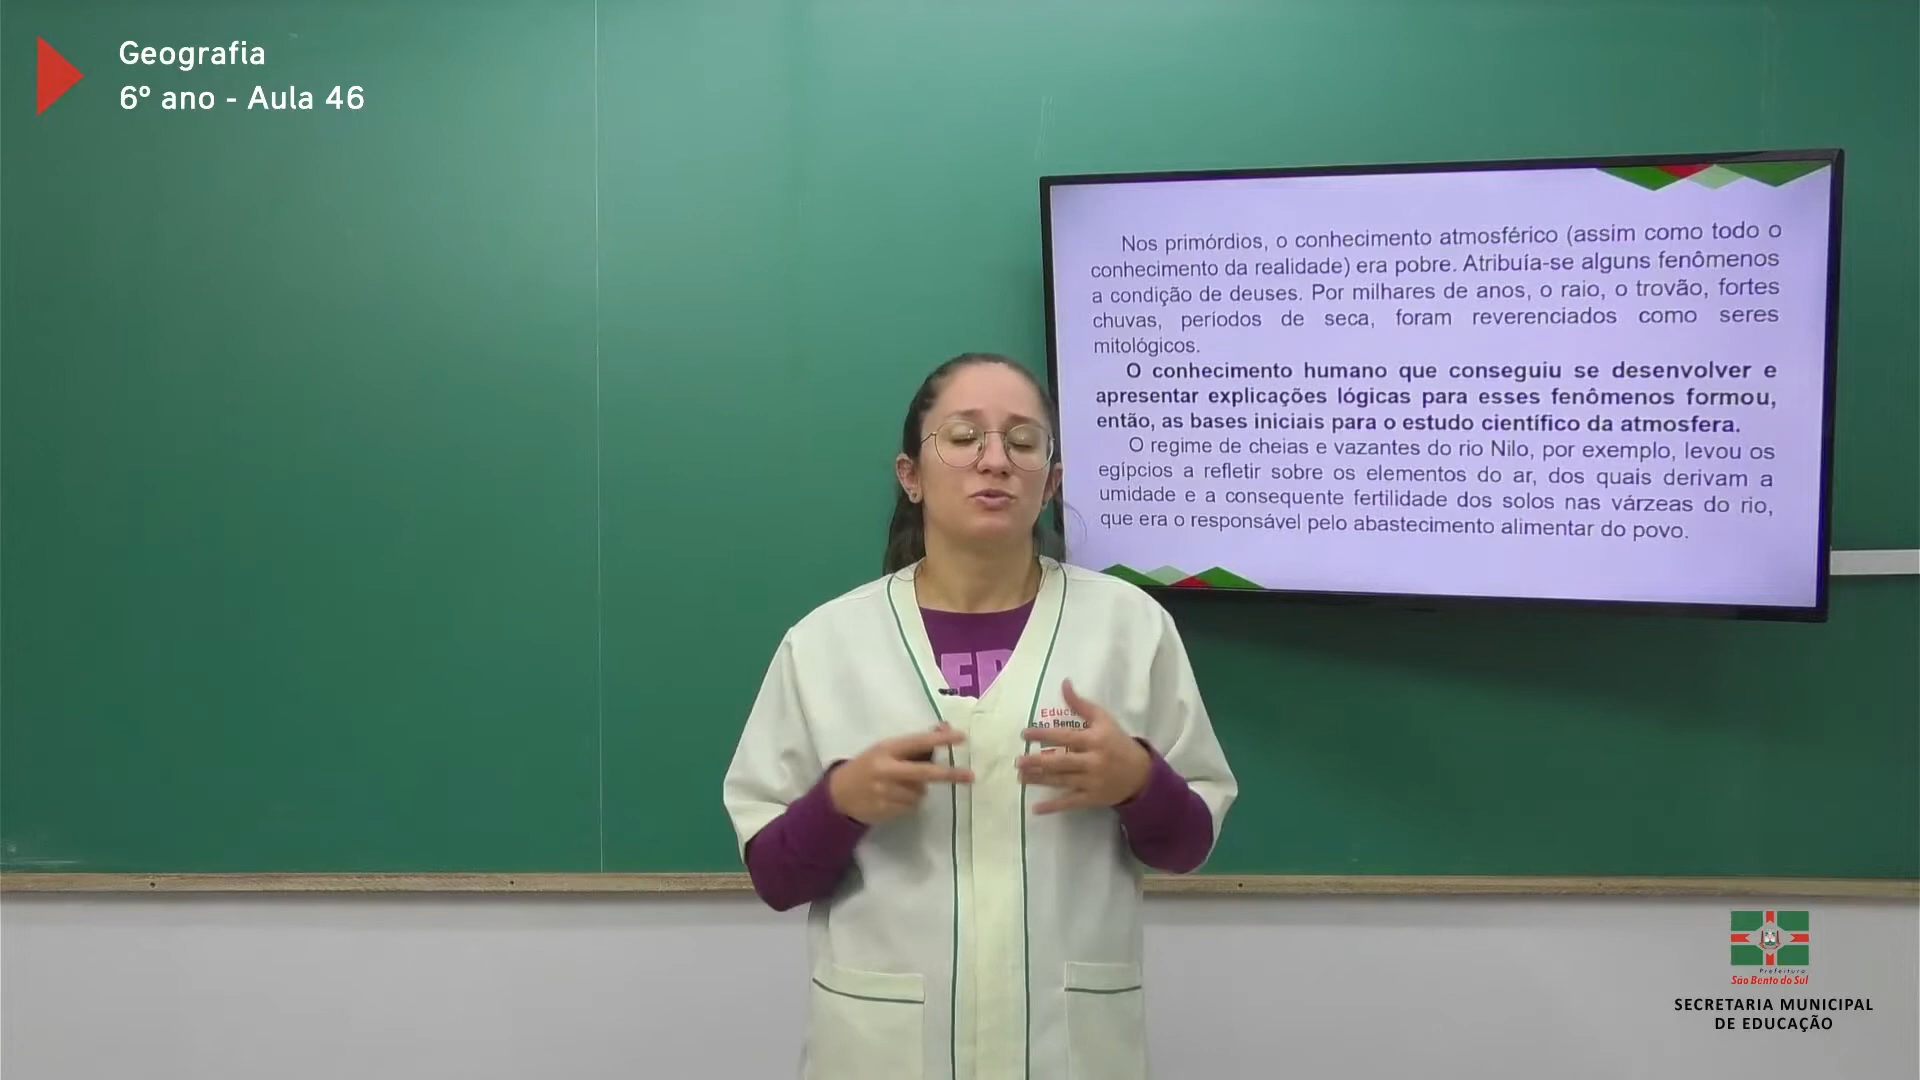 Geografia
6º ano - Aula 46
Nos primórdios, o conhecimento atmosférico (assim como todo o
conhecimento da realidade) era pobre. Atribuía-se alguns fenômenos
a condição de deuses. Por milhares de anos, o raio, o trovão, fortes
chuvas, períodos de seca, foram reverenciados como seres
mitológicos.
O conhecimento humano que conseguiu se desenvolver e
apresentar explicações lógicas para esses fenômenos formou,
então, as bases iniciais para o estudo científico da atmosfera.
O regime de cheias e vazantes do rio Nilo, por exemplo, levou os
egípcios a refletir sobre os elementos do ar, dos quais derivam a
umidade e a consequente fertilidade dos solos nas várzeas do rio,
que era o responsável pelo abastecimento alimentar do povo.
São Bento d
Prefeitura
São Bento do Sul
SECRETARIA MUNICIPAL
DE EDUCAÇÃO